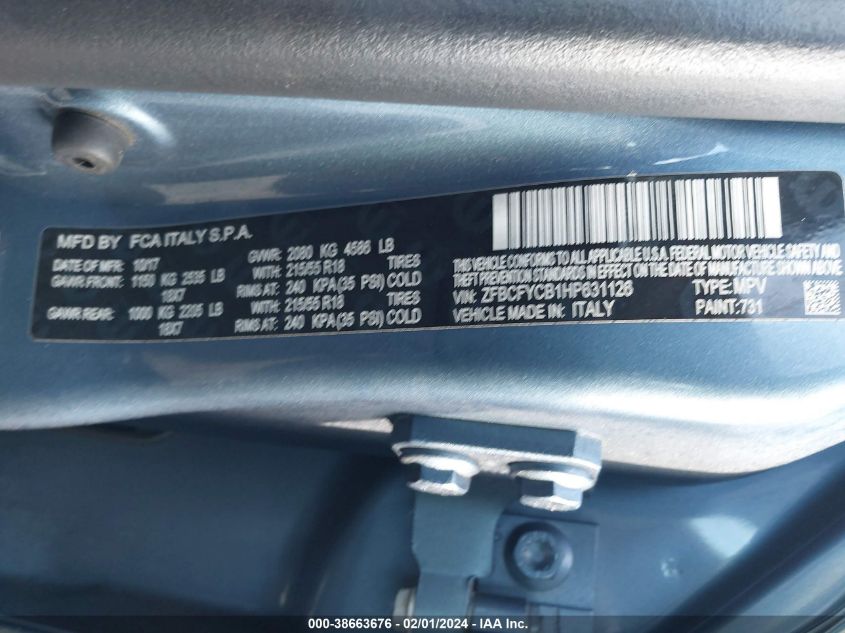 MFD BY FCA ITALY S.P.A.
DATE OF MFR: 10/17 GVWR: 2080 KG 4586 LB
GAWR FRONT: 1150 KG 2535 LB WITH: 215/55 R18 TIRES
18X7 RIMS AT: 240 KPA(35 PSI) COLD
GAWR RR: 1000 KG 2205 LB WITH: 215/55 R18 TIRES
18X7 RIMS AT: 240 KPA(35 PSI) COLD
THIS VEHICLE CONFORMS TO ALL APPLICABLE U.S.A. FEDERAL MOTOR VEHICLE SAFETY, BUMPER AND
THEFT PREVENTION STANDARDS IN EFFECT ON THE DATE OF MANUFACTURE SHOWN ABOVE.
VIN: ZFBCFYCB1HP631126 TYPE: MPV
VEHICLE MADE IN: ITALY PAINT: 731
000-38663676 - 02/01/2024 - IAA Inc.